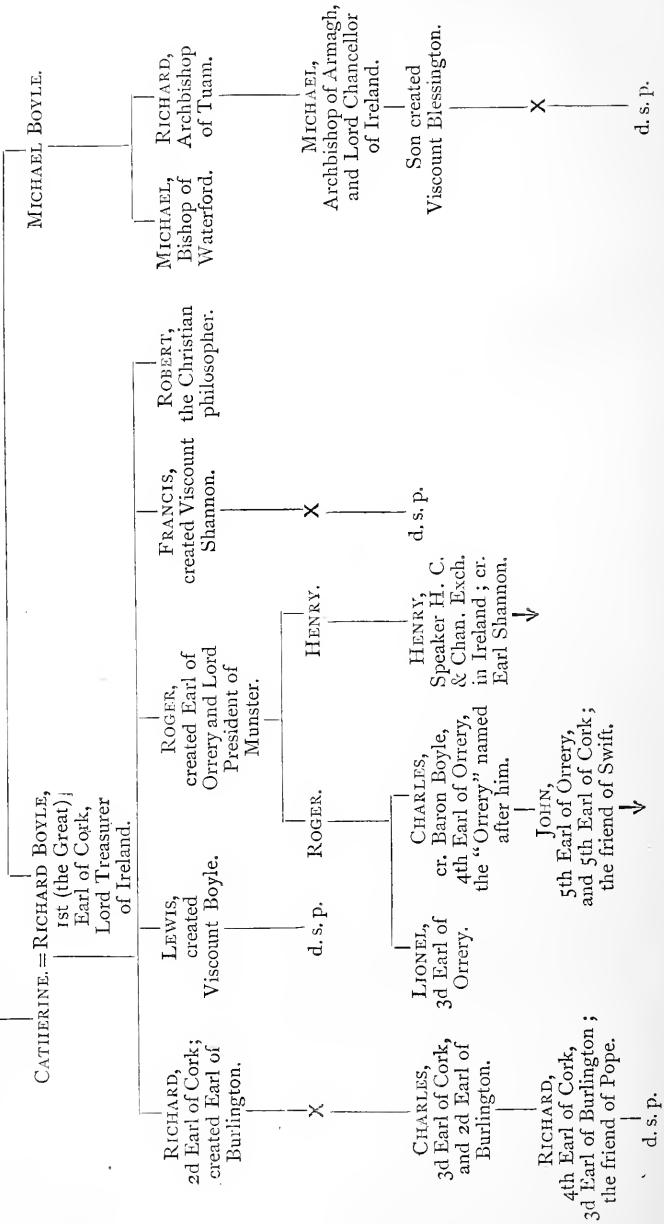 CATHERINE. = RICHARD BOYLE,
1st (the Great)
Earl of Cork,
Lord Treasurer
of Ireland.
MICHAEL BOYLE.
RICHARD,
2d Earl of Cork;
created Earl of
Burlington.
LEWIS,
created
Viscount Boyle.
ROGER,
created Earl of
Orrery and Lord
President of
Munster.
FRANCIS,
created Viscount
Shannon.
ROBERT,
the Christian
philosopher.
MICHAEL,
Bishop of
Waterford.
RICHARD,
Archbishop
of Tuam.
X
d. s. p.
ROGER.
HENRY.
X
MICHAEL,
Archbishop of Armagh,
and Lord Chancellor
of Ireland.
CHARLES,
3d Earl of Cork,
and 2d Earl of
Burlington.
LIONEL,
3d Earl of
Orrery.
CHARLES,
cr. Baron Boyle,
4th Earl of Orrery,
the “Orrery” named
after him.
HENRY,
Speaker H. C.
& Chan. Exch.
in Ireland ; cr.
Earl Shannon.
d. s. p.
Son created
Viscount Blessington.
RICHARD,
4th Earl of Cork,
3d Earl of Burlington ;
the friend of Pope.
JOHN,
5th Earl of Orrery,
and 5th Earl of Cork ;
the friend of Swift.
X
d. s. p.
d. s. p.